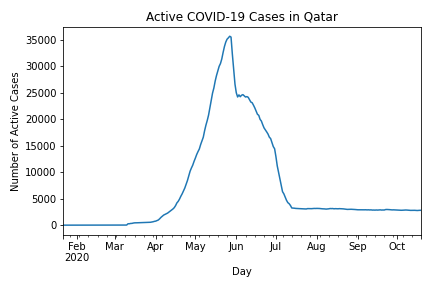 Active COVID-19 Cases in Qatar
Number of Active Cases
35000
30000
25000
20000
15000
10000
5000
0
Feb Mar Apr May Jun Jul Aug Sep Oct
2020
Day